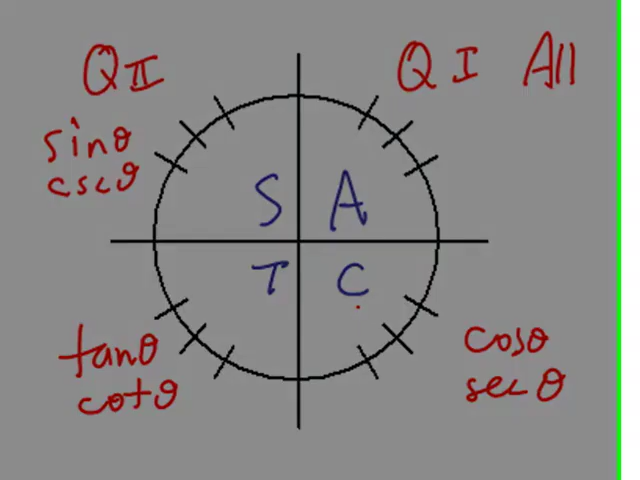 QII
QI All
sinθ
cscθ
S A
T C
tanθ
cotθ
cosθ
secθ